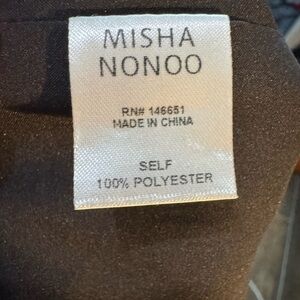 MISHA
NONOO
RN# 146651
MADE IN CHINA
SELF
100% POLYESTER